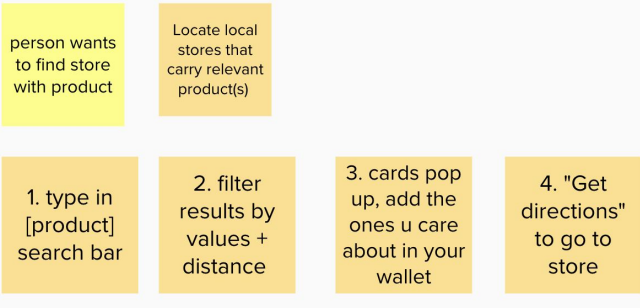 person wants
to find store
with product
Locate local
stores that
carry relevant
product(s)
1. type in
[product]
search bar
2. filter
results by
values +
distance
3. cards pop
up, add the
ones u care
about in your
wallet
4. "Get
directions"
to go to
store